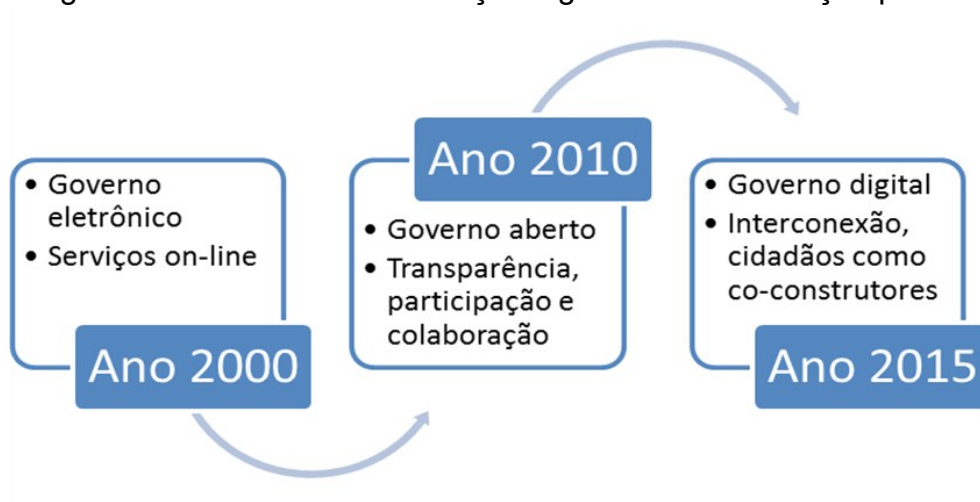 • Governo
eletrônico
• Serviços on-line
Ano 2000
Ano 2010
• Governo aberto
• Transparência,
participação e
colaboração
• Governo digital
• Interconexão,
cidadãos como
co-construtores
Ano 2015